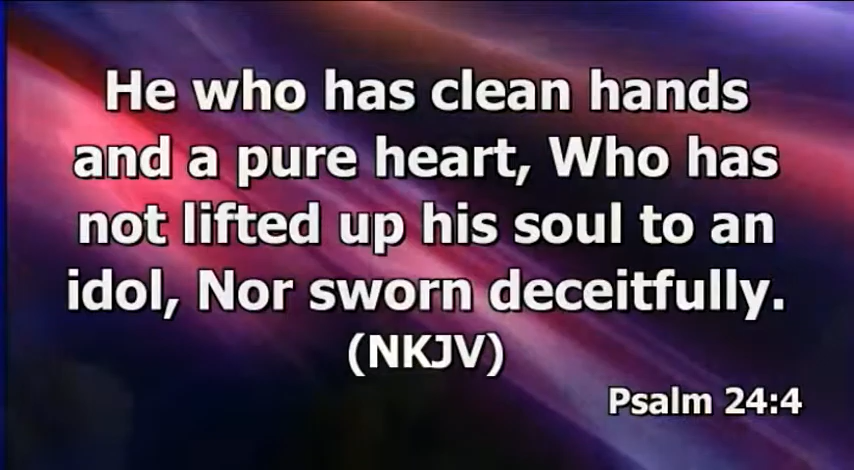 He who has clean hands
and a pure heart, Who has
not lifted up his soul to an
idol, Nor sworn deceitfully.
(NKJV)
Psalm 24:4